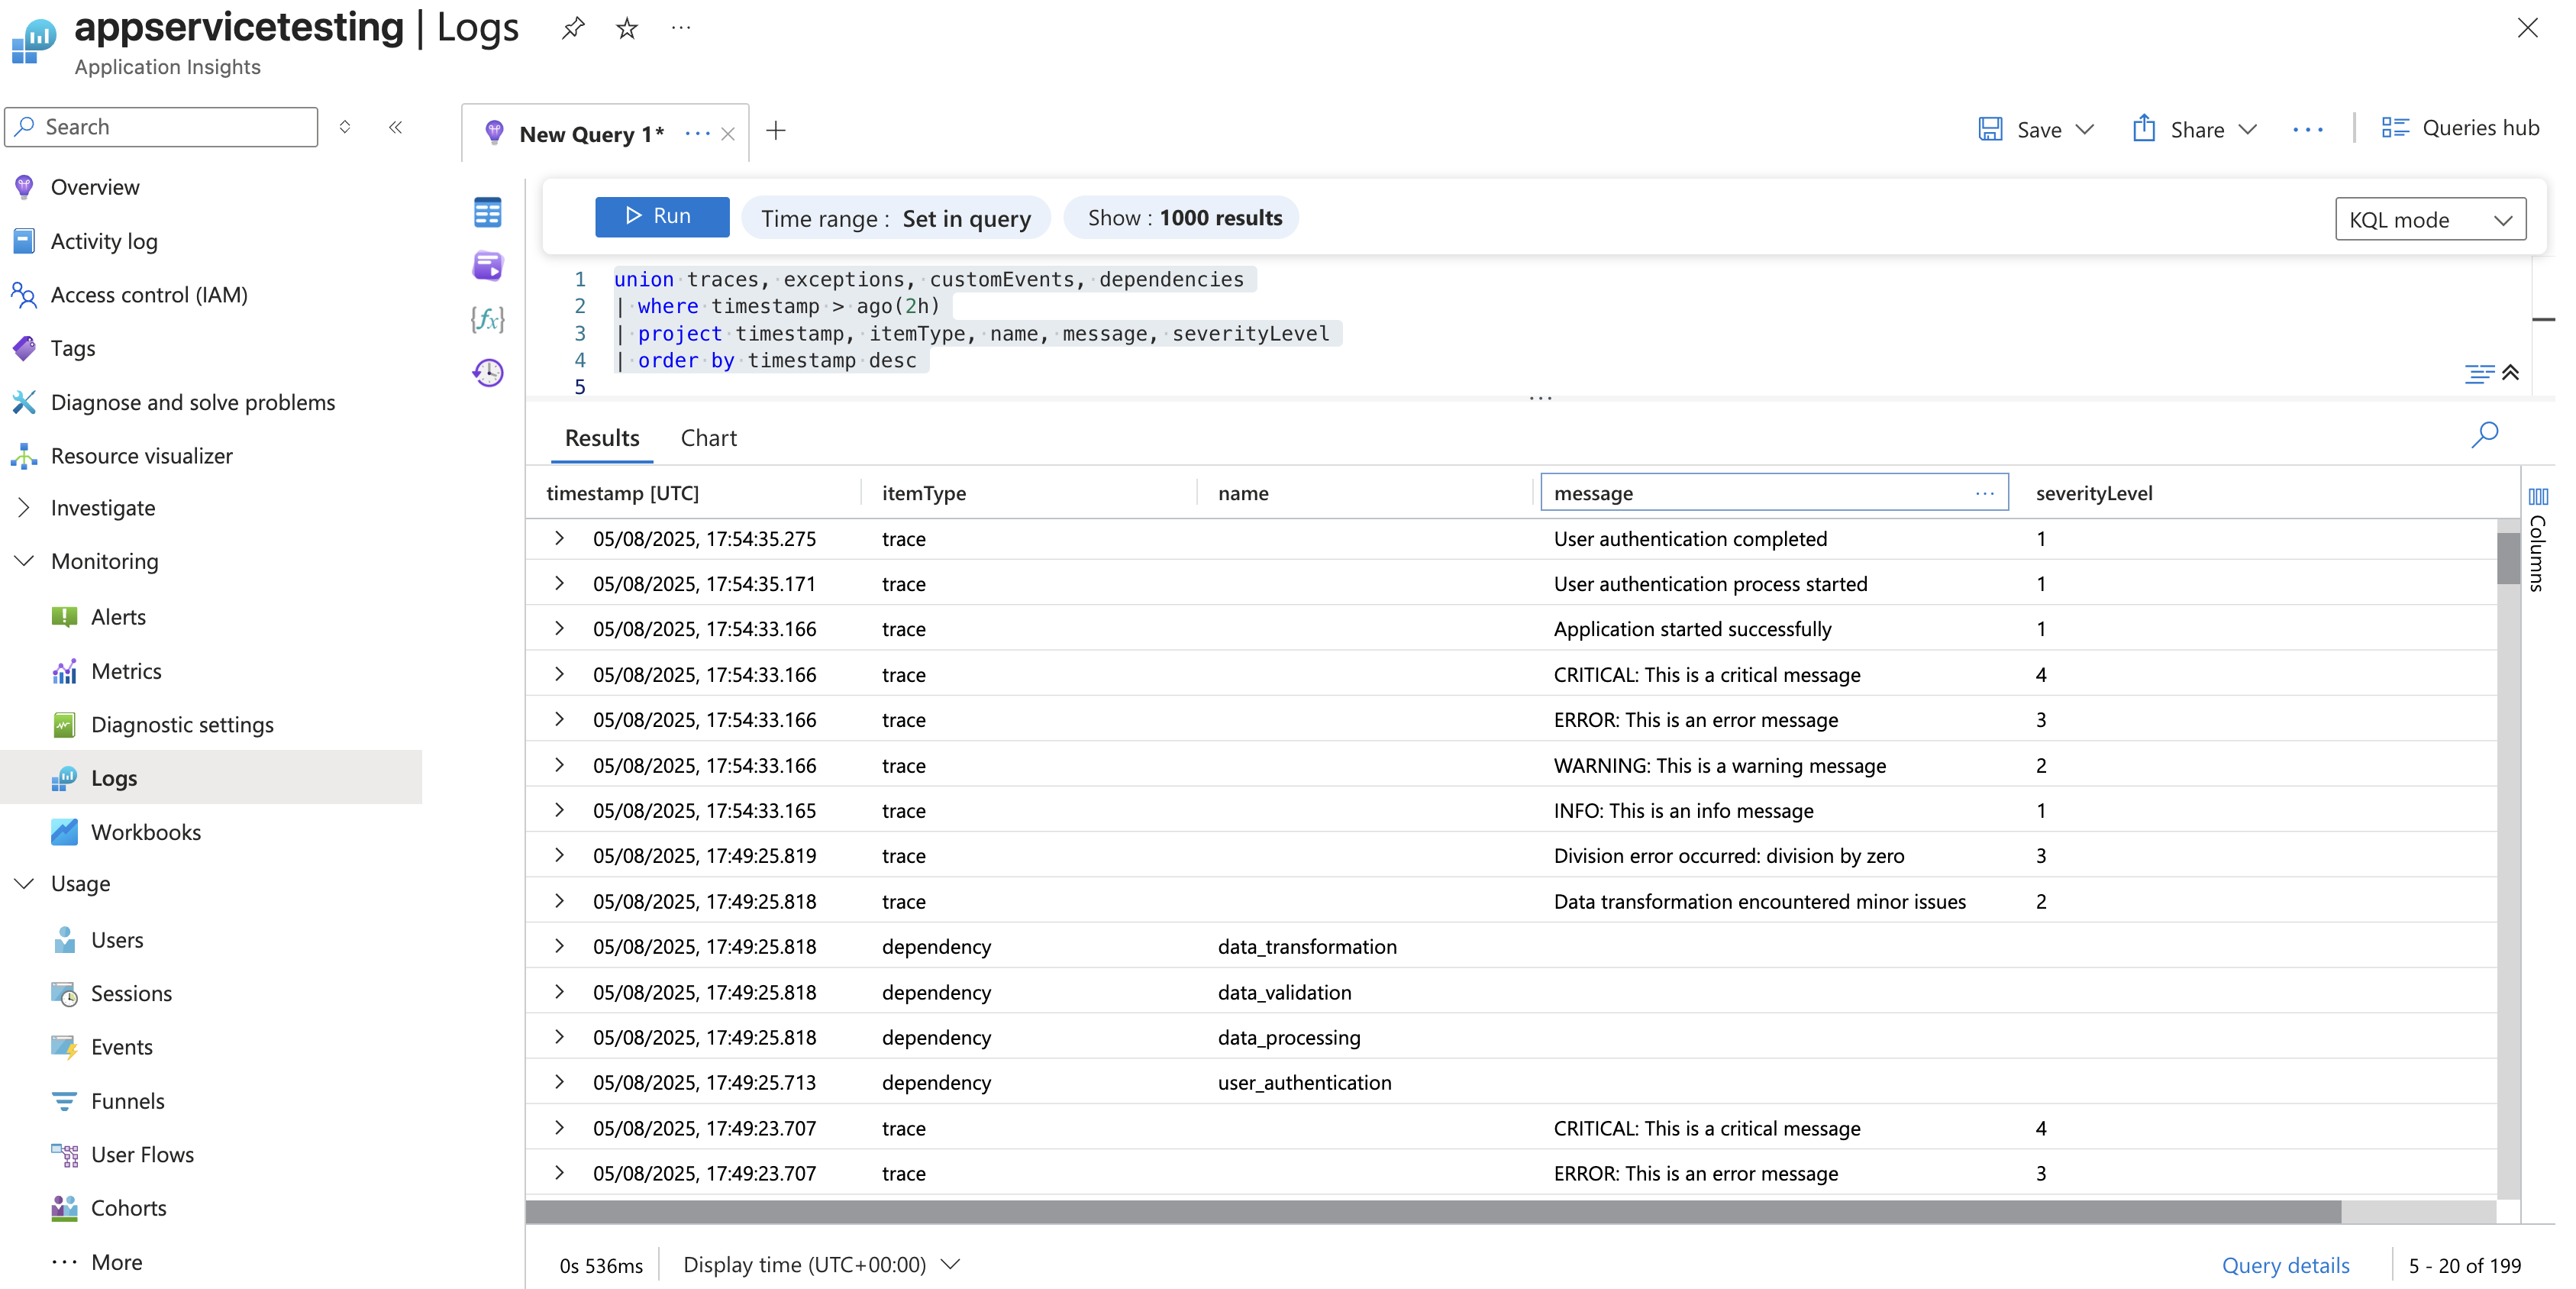 appservicetesting | Logs
Application Insights
Search
Overview
Activity log
Access control (IAM)
Tags
Diagnose and solve problems
Resource visualizer
Investigate
Monitoring
Alerts
Metrics
Diagnostic settings
Logs
Workbooks
Usage
Users
Sessions
Events
Funnels
User Flows
Cohorts
More
New Query 1*
Save
Share
Queries hub
Run
Time range : Set in query
Show : 1000 results
KQL mode
1 union traces, exceptions, customEvents, dependencies
2 | where timestamp > ago(2h)
3 | project timestamp, itemType, name, message, severityLevel
4 | order by timestamp desc
5
Results Chart
timestamp [UTC] itemType name message severityLevel
05/08/2025, 17:54:35.275 trace User authentication completed 1
05/08/2025, 17:54:35.171 trace User authentication process started 1
05/08/2025, 17:54:33.166 trace Application started successfully 1
05/08/2025, 17:54:33.166 trace CRITICAL: This is a critical message 4
05/08/2025, 17:54:33.166 trace ERROR: This is an error message 3
05/08/2025, 17:54:33.166 trace WARNING: This is a warning message 2
05/08/2025, 17:54:33.165 trace INFO: This is an info message 1
05/08/2025, 17:49:25.819 trace Division error occurred: division by zero 3
05/08/2025, 17:49:25.818 trace Data transformation encountered minor issues 2
05/08/2025, 17:49:25.818 dependency data_transformation
05/08/2025, 17:49:25.818 dependency data_validation
05/08/2025, 17:49:25.818 dependency data_processing
05/08/2025, 17:49:25.713 dependency user_authentication
05/08/2025, 17:49:23.707 trace CRITICAL: This is a critical message 4
05/08/2025, 17:49:23.707 trace ERROR: This is an error message 3
Columns
0s 536ms
Display time (UTC+00:00)
Query details
5 - 20 of 199